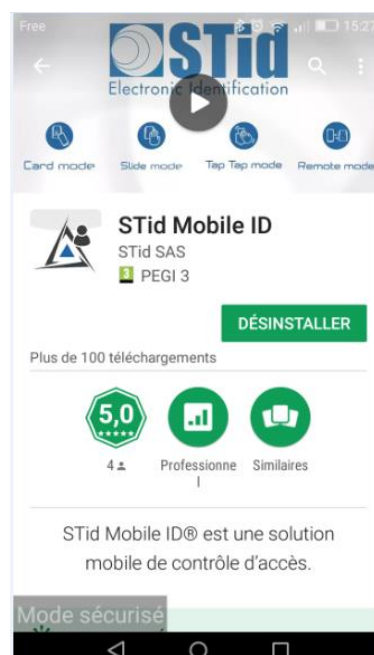 Free 15:27
STid
Electronic Identification
Card mode Slide mode Tap Tap mode Remote mode
STid Mobile ID
STid SAS
3 PEGI 3
DÉSINSTALLER
Plus de 100 téléchargements
5,0
4 Professionne
l Similaires
STid Mobile ID® est une solution
mobile de contrôle d'accès.
Mode sécurisé